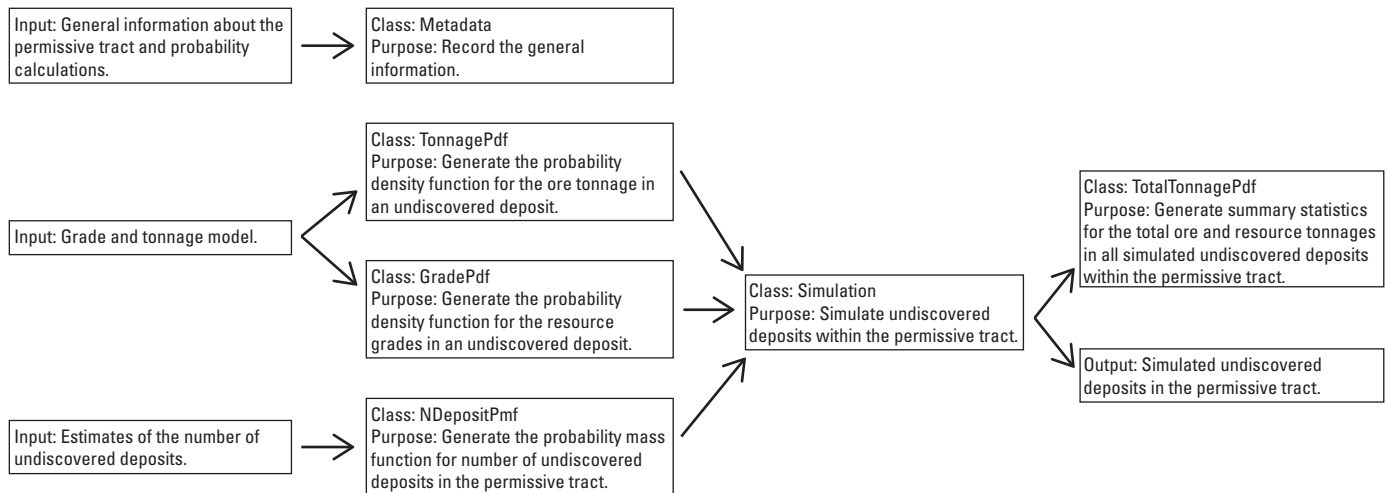 Input: General information about the
permissive tract and probability
calculations.
Class: Metadata
Purpose: Record the general
information.
Class: TonnagePdf
Purpose: Generate the probability
density function for the ore tonnage in
an undiscovered deposit.
Input: Grade and tonnage model.
Class: GradePdf
Purpose: Generate the probability
density function for the resource
grades in an undiscovered deposit.
Input: Estimates of the number of
undiscovered deposits.
Class: NDepositPmf
Purpose: Generate the probability mass
function for number of undiscovered
deposits in the permissive tract.
Class: Simulation
Purpose: Simulate undiscovered
deposits within the permissive tract.
Class: TotalTonnagePdf
Purpose: Generate summary statistics
for the total ore and resource tonnages
in all simulated undiscovered deposits
within the permissive tract.
Output: Simulated undiscovered
deposits in the permissive tract.